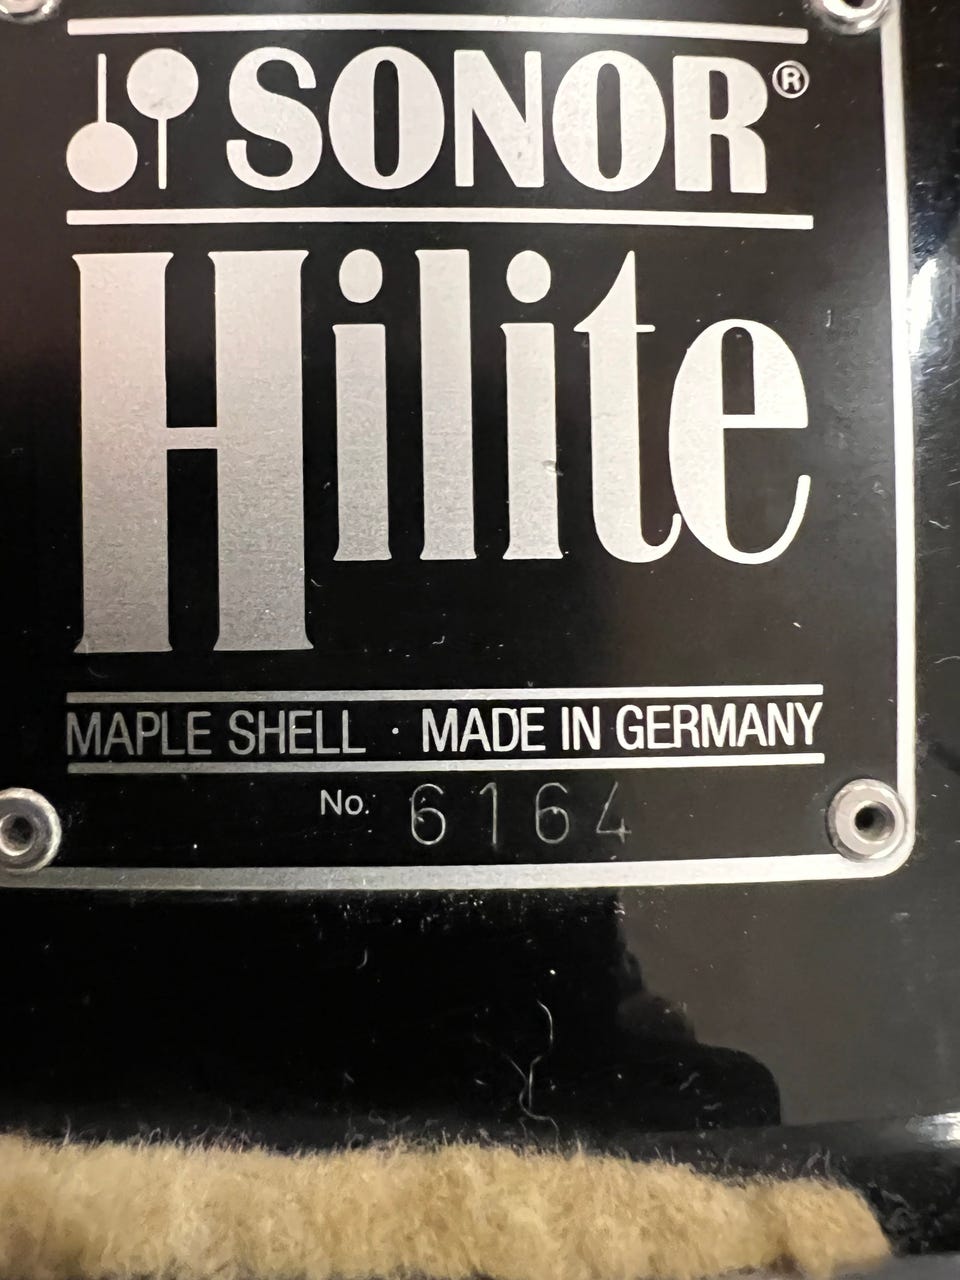 SONOR®
Hilite
MAPLE SHELL · MADE IN GERMANY
No. 6164